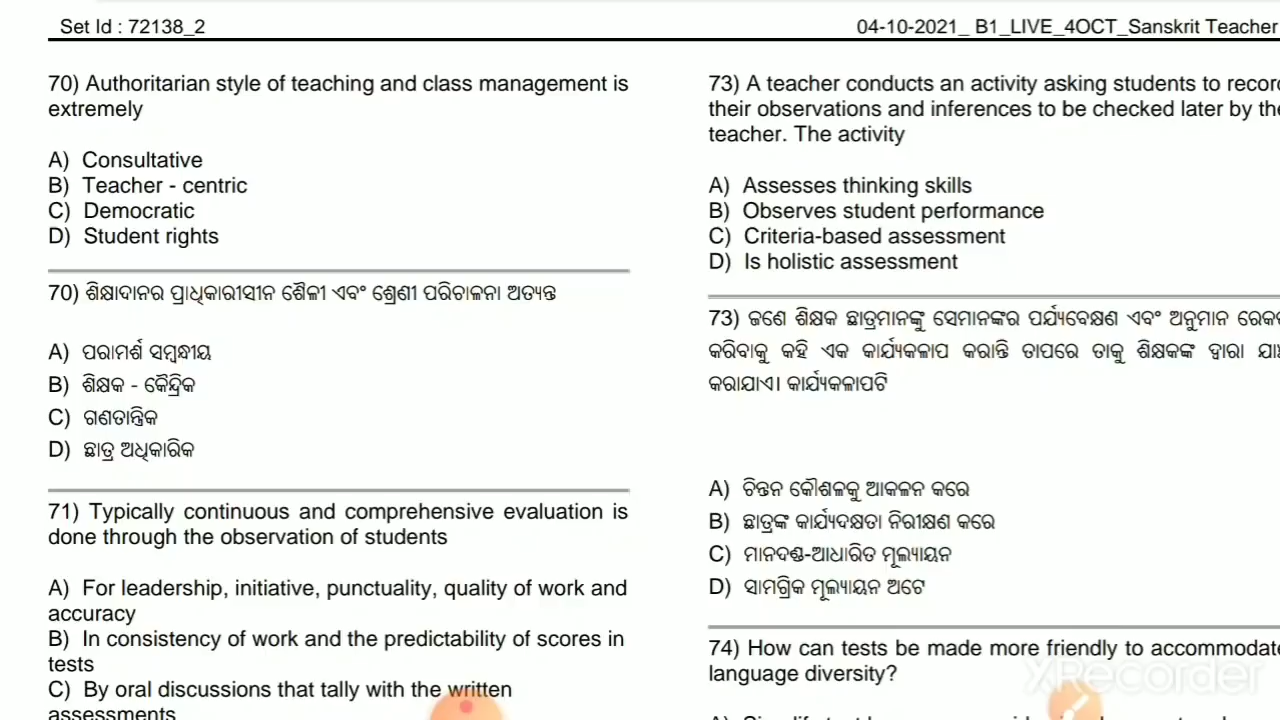 Set Id : 72138_2
04-10-2021_ B1_LIVE_4OCT_Sanskrit Teacher
70) Authoritarian style of teaching and class management is
extremely
A) Consultative
B) Teacher - centric
C) Democratic
D) Student rights
70) ଶିକ୍ଷାଦାନର ପ୍ରାଧିକାରୀସୀନ ଶୈଳୀ ଏବଂ ଶ୍ରେଣୀ ପରିଚାଳନା ଅତ୍ୟନ୍ତ
A) ପରାମର୍ଶ ସମ୍ବନ୍ଧୀୟ
B) ଶିକ୍ଷକ - କୈନ୍ଦ୍ରିକ
C) ଗଣତାନ୍ତ୍ରିକ
D) ଛାତ୍ର ଅଧିକାରିକ
71) Typically continuous and comprehensive evaluation is
done through the observation of students
A) For leadership, initiative, punctuality, quality of work and
accuracy
B) In consistency of work and the predictability of scores in
tests
C) By oral discussions that tally with the written
assessments
73) A teacher conducts an activity asking students to record
their observations and inferences to be checked later by the
teacher. The activity
A) Assesses thinking skills
B) Observes student performance
C) Criteria-based assessment
D) Is holistic assessment
73) ଜଣେ ଶିକ୍ଷକ ଛାତ୍ରମାନଙ୍କୁ ସେମାନଙ୍କର ପର୍ଯ୍ୟବେକ୍ଷଣ ଏବଂ ଅନୁମାନ
କରିବାକୁ କହି ଏକ କାର୍ଯ୍ୟକଳାପ କରାନ୍ତି ତାପରେ ତାକୁ ଶିକ୍ଷକଙ୍କ ଦ୍ୱାରା
କରାଯାଏ। କାର୍ଯ୍ୟକଳାପଟି
A) ଚିନ୍ତନ କୌଶଳକୁ ଆକଳନ କରେ
B) ଛାତ୍ରଙ୍କ କାର୍ଯ୍ୟଦକ୍ଷତା ନିରୀକ୍ଷଣ କରେ
C) ମାନଦଣ୍ଡ-ଆଧାରିତ ମୂଲ୍ୟାୟନ
D) ସାମଗ୍ରିକ ମୂଲ୍ୟାୟନ ଅଟେ
74) How can tests be made more friendly to accommodate
language diversity?
XRecorder